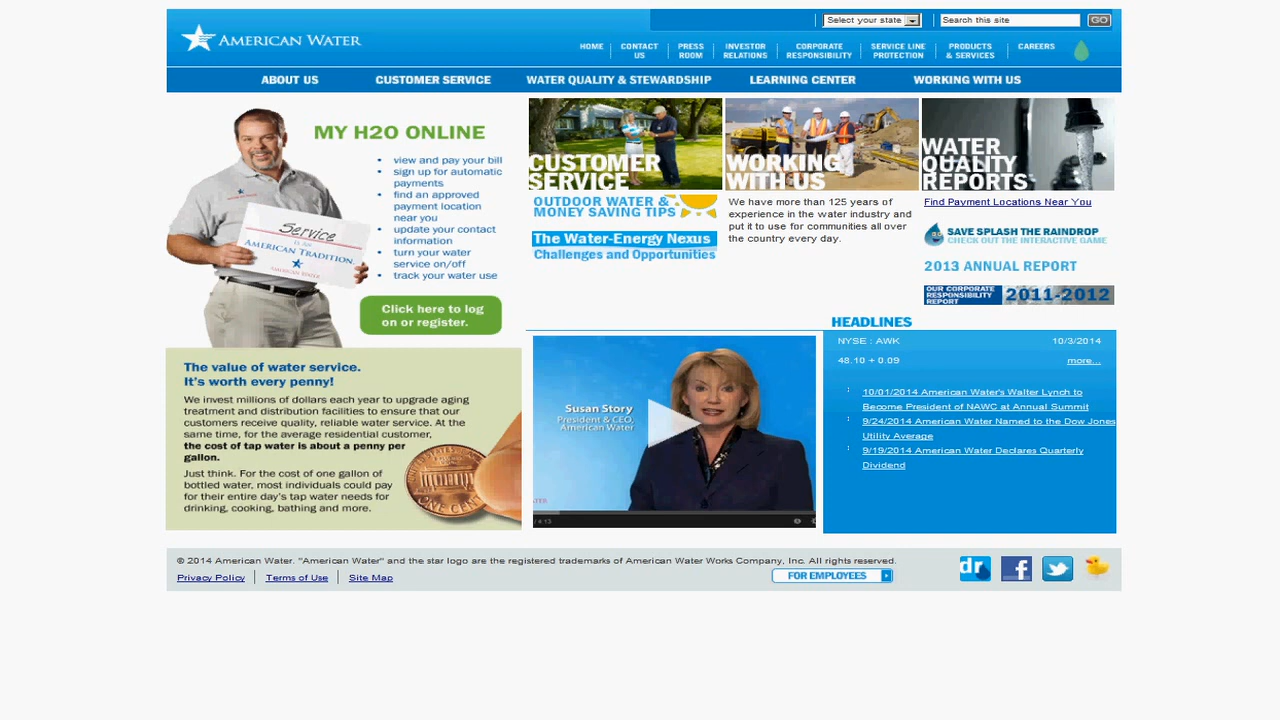 Select your state
Search this site
GO
AMERICAN WATER
HOME
CONTACT US
PRESS ROOM
INVESTOR RELATIONS
CORPORATE RESPONSIBILITY
SERVICE LINE PROTECTION
PRODUCTS & SERVICES
CAREERS
ABOUT US
CUSTOMER SERVICE
WATER QUALITY & STEWARDSHIP
LEARNING CENTER
WORKING WITH US
MY H2O ONLINE
• view and pay your bill
• sign up for automatic
payments
• find an approved
payment location
near you
• update your contact
information
• turn your water
service on/off
• track your water use
Service
IS AN
AMERICAN TRADITION.
AMERICAN WATER
Click here to log
on or register.
The value of water service.
It's worth every penny!
We invest millions of dollars each year to upgrade aging
treatment and distribution facilities to ensure that our
customers receive quality, reliable water service. At the
same time, for the average residential customer,
the cost of tap water is about a penny per
gallon.
Just think. For the cost of one gallon of
bottled water, most individuals could pay
for their entire day's tap water needs for
drinking, cooking, bathing and more.
ONE CENT
CUSTOMER
SERVICE
OUTDOOR WATER &
MONEY SAVING TIPS
The Water-Energy Nexus
Challenges and Opportunities
WORKING
WITH US
We have more than 125 years of
experience in the water industry and
put it to use for communities all over
the country every day.
WATER
QUALITY
REPORTS
Find Payment Locations Near You
SAVE SPLASH THE RAINDROP
CHECK OUT THE INTERACTIVE GAME
2013 ANNUAL REPORT
OUR CORPORATE
RESPONSIBILITY
REPORT
2011-2012
Susan Story
President & CEO,
American Water
/ 4:13
HEADLINES
NYSE : AWK 10/3/2014
48.10 + 0.09 more...
10/01/2014 American Water's Walter Lynch to
Become President of NAWC at Annual Summit
9/24/2014 American Water Named to the Dow Jones
Utility Average
9/19/2014 American Water Declares Quarterly
Dividend
© 2014 American Water. "American Water" and the star logo are the registered trademarks of American Water Works Company, Inc. All rights reserved.
Privacy Policy | Terms of Use | Site Map
FOR EMPLOYEES
dr
f